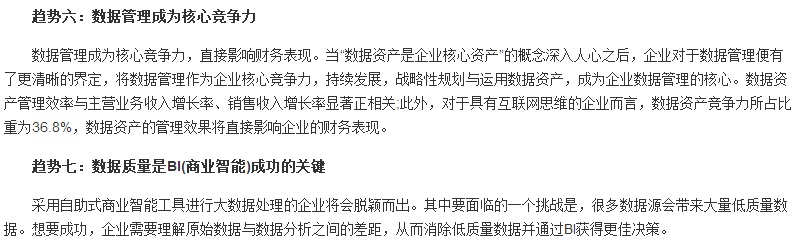 趋势六：数据管理成为核心竞争力
数据管理成为核心竞争力，直接影响财务表现。当“数据资产是企业核心资产”的概念深入人心之后，企业对于数据管理便有
了更清晰的界定，将数据管理作为企业核心竞争力，持续发展，战略性规划与运用数据资产，成为企业数据管理的核心。数据资
产管理效率与主营业务收入增长率、销售收入增长率显著正相关;此外，对于具有互联网思维的企业而言，数据资产竞争力所占比
重为36.8%，数据资产的管理效果将直接影响企业的财务表现。
趋势七：数据质量是BI(商业智能)成功的关键
采用自助式商业智能工具进行大数据处理的企业将会脱颖而出。其中要面临的一个挑战是，很多数据源会带来大量低质量数
据。想要成功，企业需要理解原始数据与数据分析之间的差距，从而消除低质量数据并通过BI获得更佳决策。